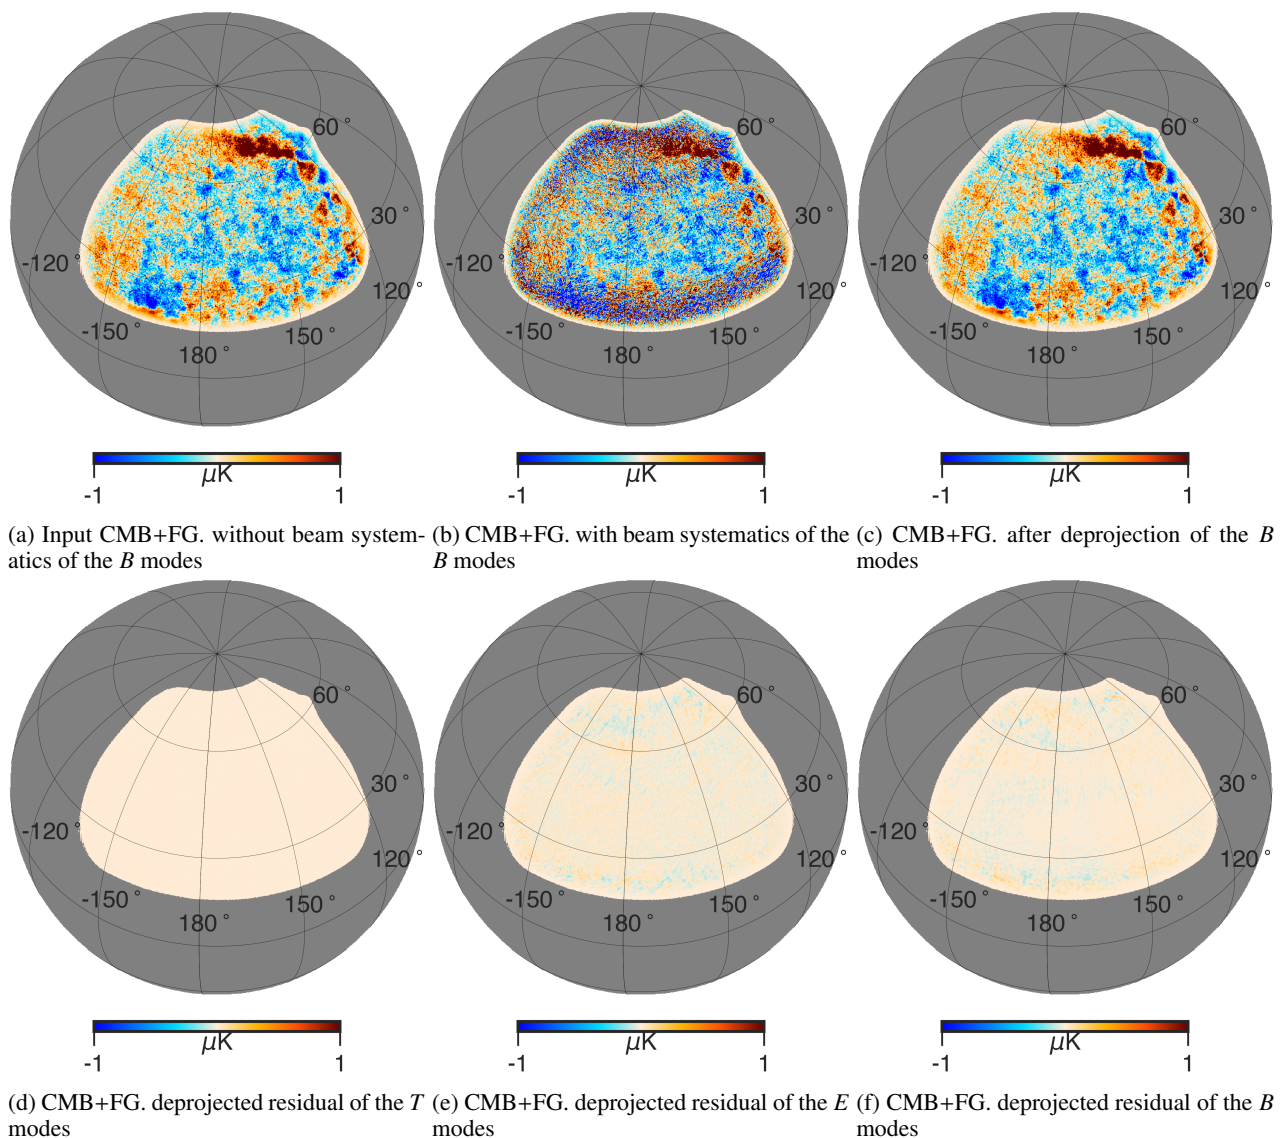 60°
30°
-120°
120°
-150°
150°
180°
60°
30°
-120°
120°
-150°
150°
180°
60°
30°
-120°
120°
-150°
150°
180°
μK
-1 1
μK
-1 1
μK
-1 1
(a) Input CMB+FG. without beam system-
atics of the B modes
(b) CMB+FG. with beam systematics of the
B modes
(c) CMB+FG. after deprojection of the B
modes
60°
30°
-120°
120°
-150°
150°
180°
60°
30°
-120°
120°
-150°
150°
180°
60°
30°
-120°
120°
-150°
150°
180°
μK
-1 1
μK
-1 1
μK
-1 1
(d) CMB+FG. deprojected residual of the T
modes
(e) CMB+FG. deprojected residual of the E
modes
(f) CMB+FG. deprojected residual of the B
modes